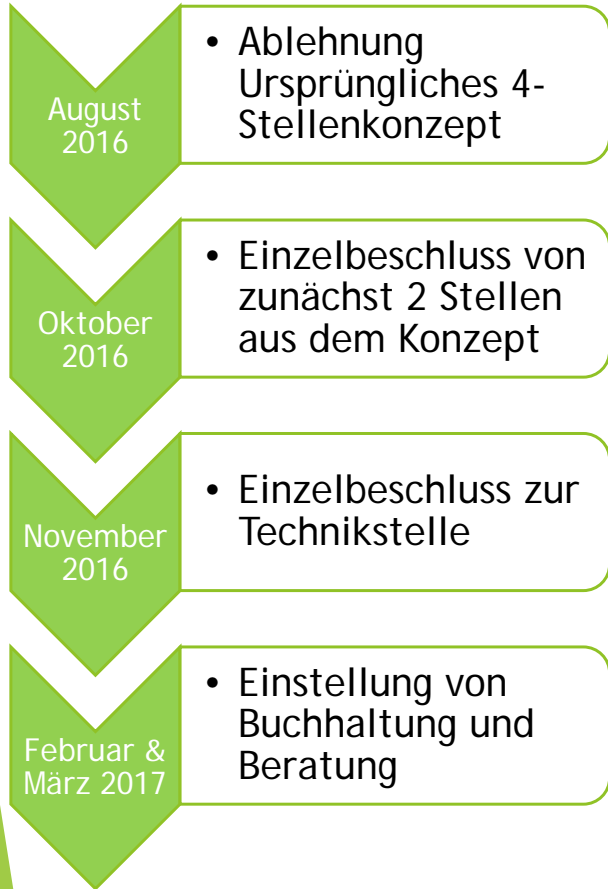 August
2016
• Ablehnung
Ursprüngliches 4-
Stellenkonzept
Oktober
2016
• Einzelbeschluss von
zunächst 2 Stellen
aus dem Konzept
November
2016
• Einzelbeschluss zur
Technikstelle
Februar &
März 2017
• Einstellung von
Buchhaltung und
Beratung